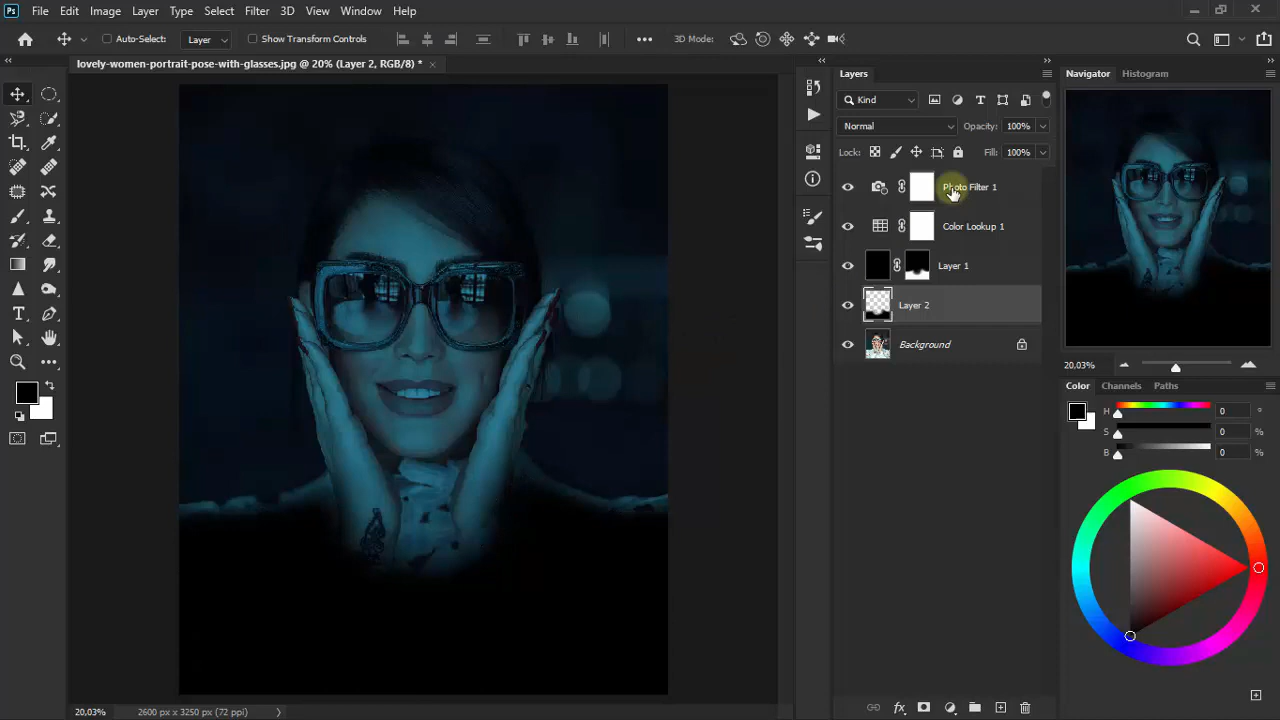 Ps File Edit Image Layer Type Select Filter 3D View Window Help
Auto-Select: Layer Show Transform Controls 3D Mode:
lovely-women-portrait-pose-with-glasses.jpg @ 20% (Layer 2, RGB/8) *
Layers
Kind
Normal Opacity: 100%
Lock: Fill: 100%
Photo Filter 1
Color Lookup 1
Layer 1
Layer 2
Background
Navigator Histogram
20,03%
Color Channels Paths
H 0 °
S 0 %
B 0 %
20,03% 2600 px x 3250 px (72 ppi)